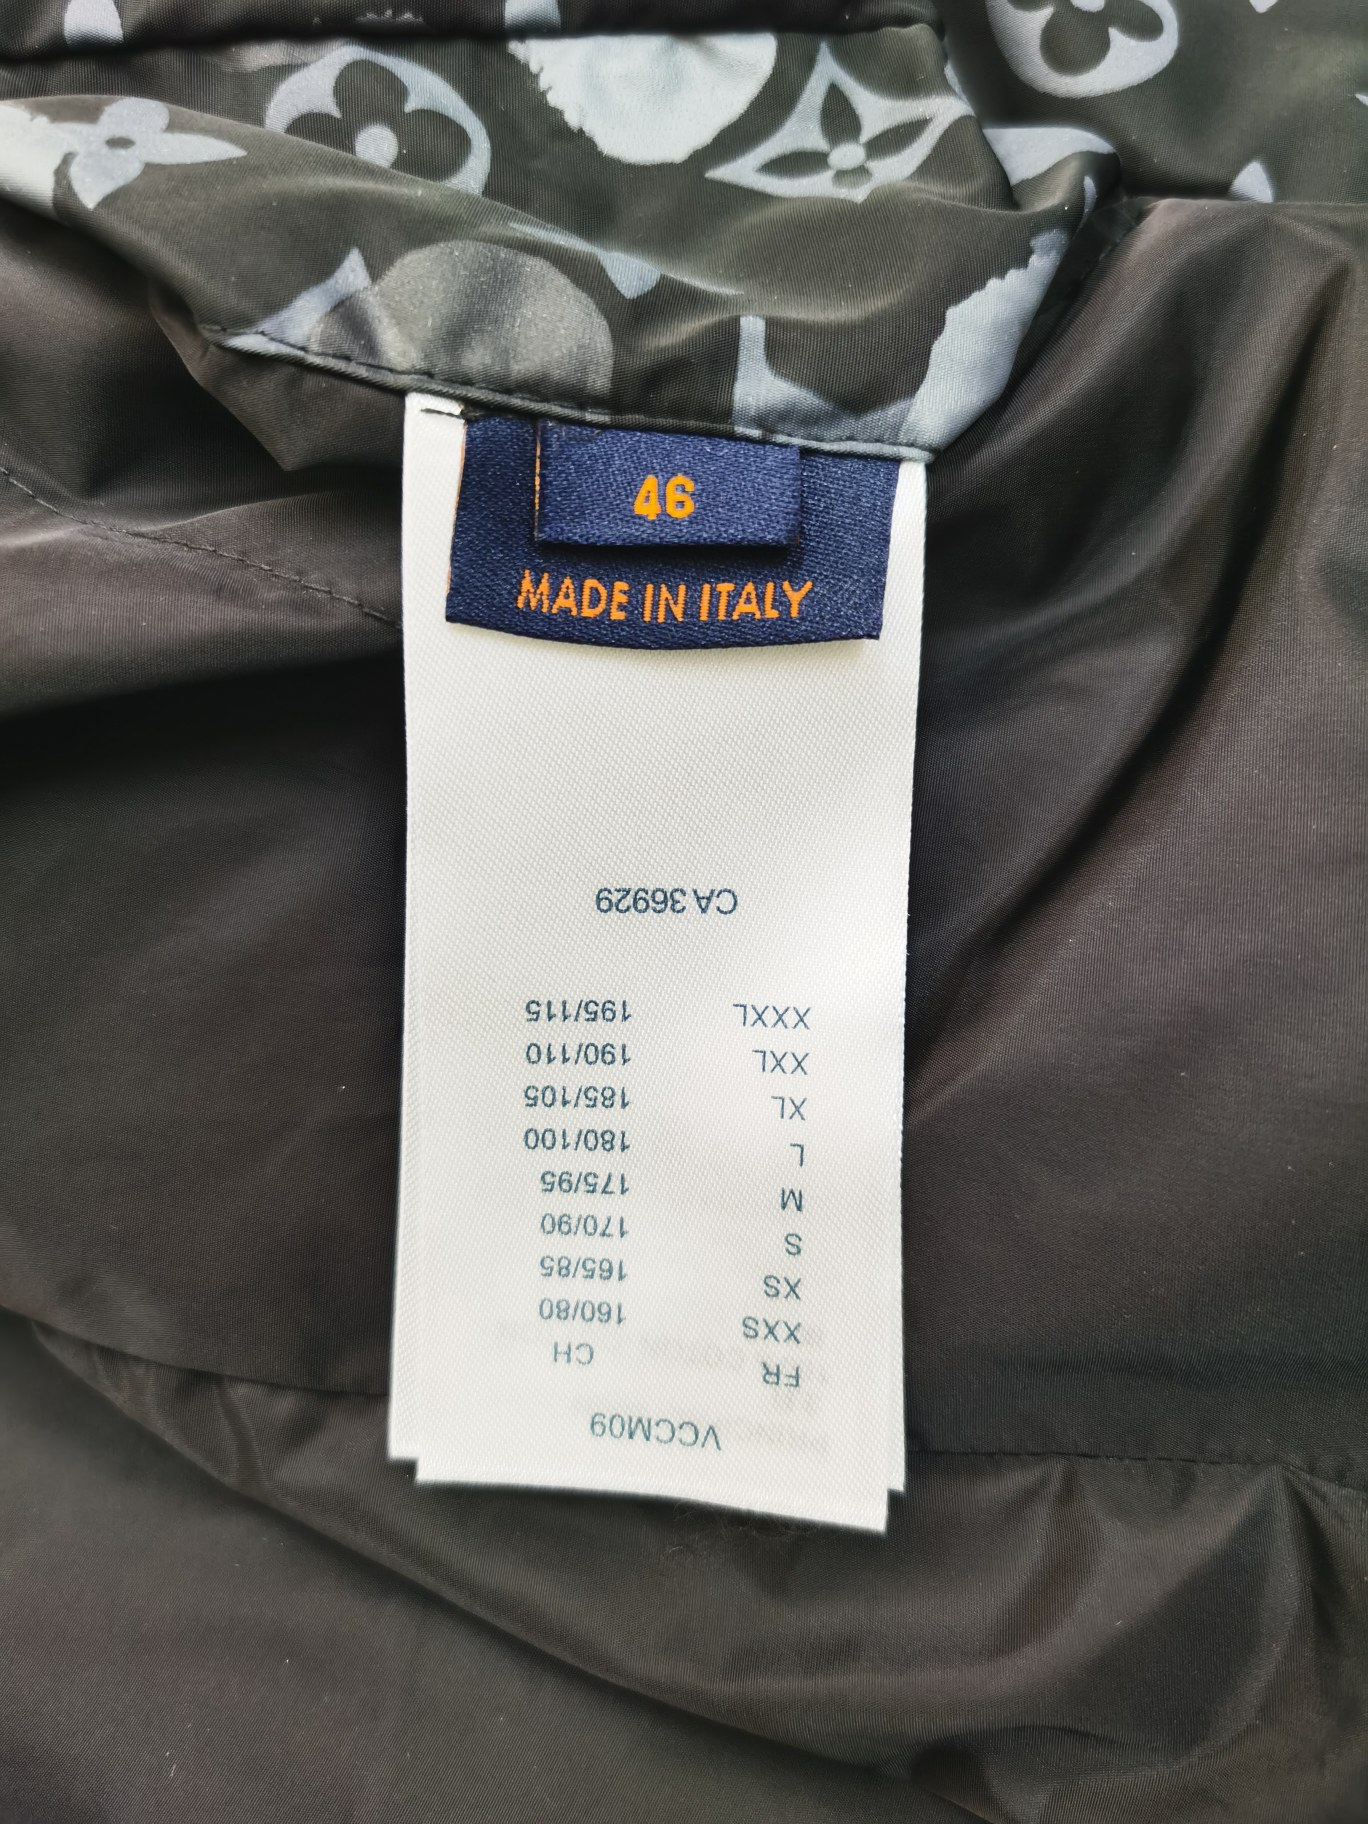 46
MADE IN ITALY
VCCM09
FR CH
XXS 160/80
XS 165/85
S 170/90
M 175/95
L 180/100
XL 185/105
XXL 190/110
XXXL 195/115
CA 36929